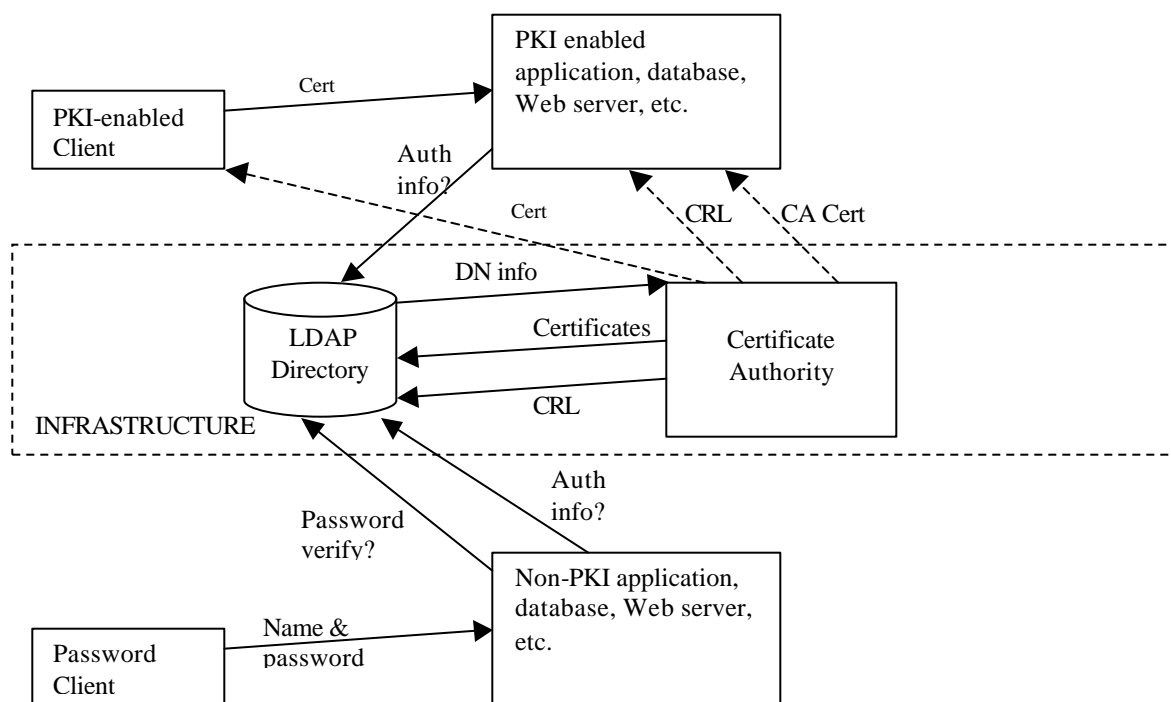 PKI enabled
application, database,
Web server, etc.
Cert
PKI-enabled
Client
Auth
info?
Cert
CRL
CA Cert
DN info
LDAP
Directory
Certificates
Certificate
Authority
CRL
INFRASTRUCTURE
Auth
info?
Password
verify?
Non-PKI application,
database, Web server,
etc.
Name &
password
Password
Client